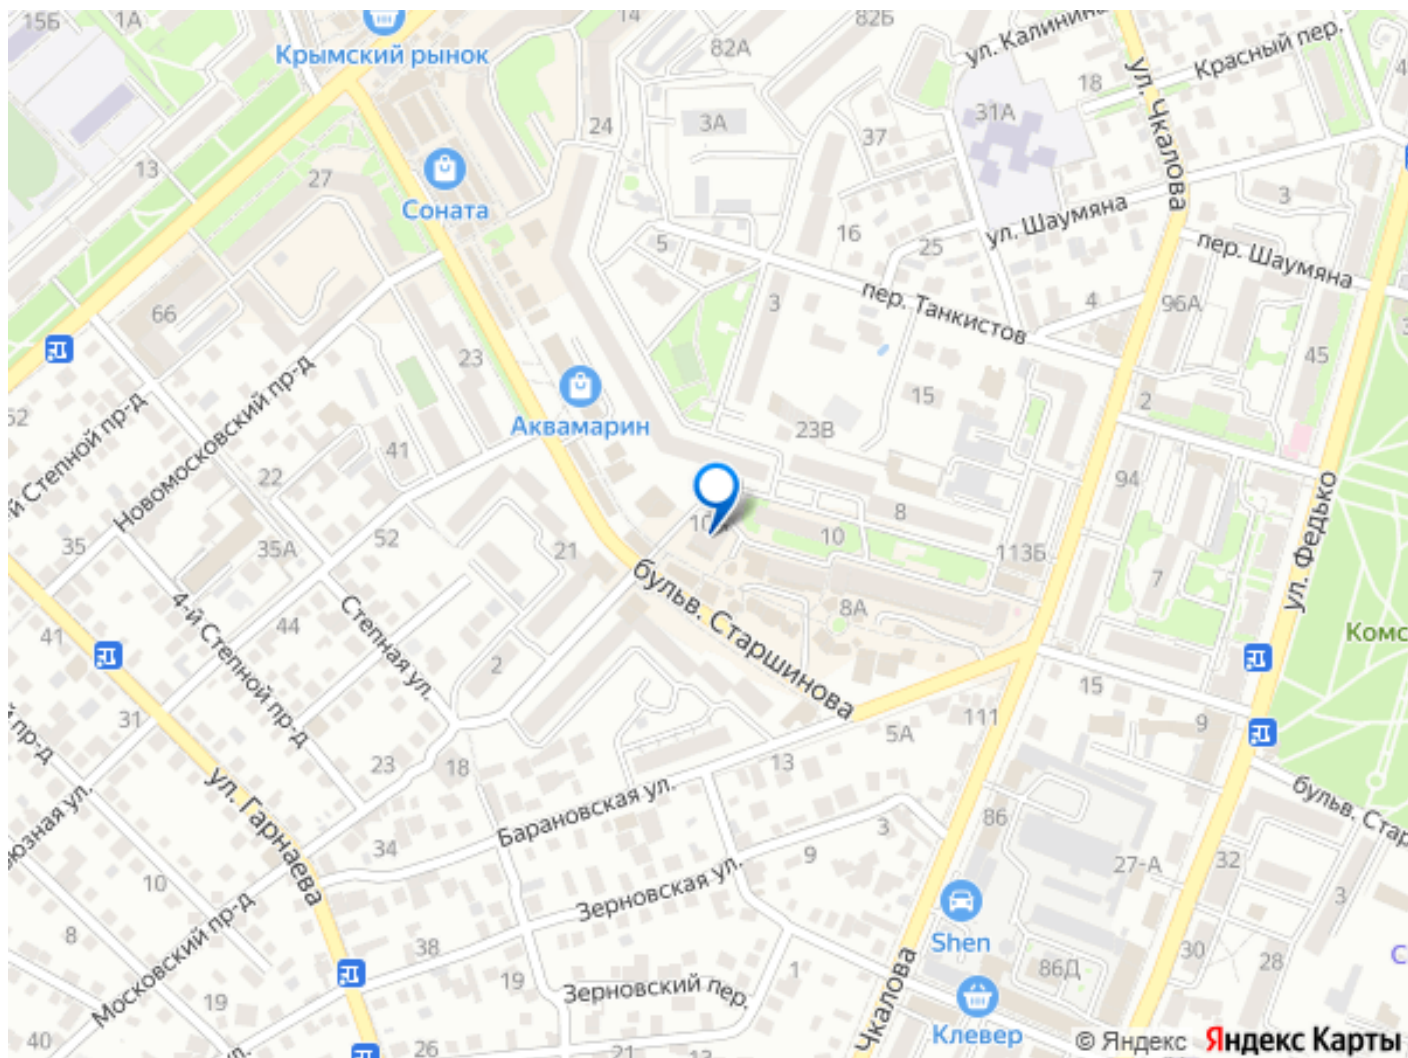 15Б
1А
14
82Б
82А
ул. Калинина
Красный пер.
Крымский рынок
18
ул. Чкалова
31А
3А
24
37
13
27
Соната
3
16
25
ул. Шаумяна
5
пер. Шаумяна
66
3
пер. Танкистов
4
96А
45
23
15
2
52
Аквамарин
23В
й Степной пр-д
Новомосковский пр-д
41
22
94
8
10
35
35А
52
21
113Б
ул. Федько
7
бульв. Старшинова
8А
4-й Степной пр-д
Степная ул.
41
44
Комс
2
15
31
й пр-д
111
9
5А
23
18
13
ул. Гарнаева
Барановская ул.
бульв. Стар
юзная ул.
3
86
34
9
27-А
32
10
Зерновская ул.
3
Московский пр-д
8
38
Shen
30
28
С
19
19
Зерновский пер.
1
86Д
Чкалова
40
ул.
26
21
Клевер
© Яндекс Яндекс Карты